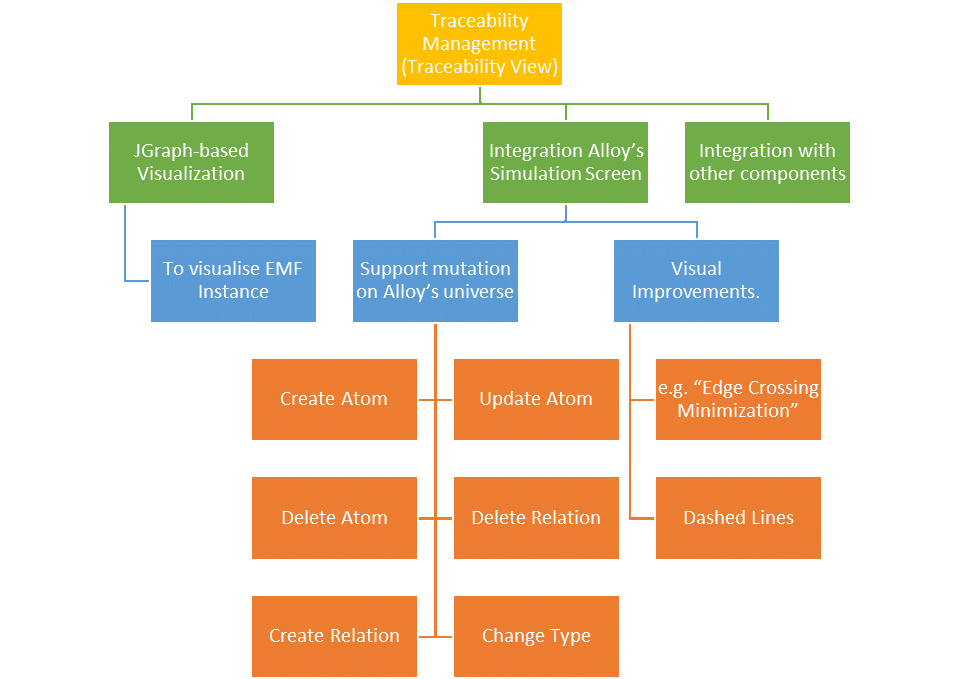 Traceability
Management
(Traceability View)
JGraph-based
Visualization
Integration Alloy’s
Simulation Screen
Integration with
other components
To visualise EMF
Instance
Support mutation
on Alloy’s universe
Visual
Improvements.
Create Atom
Update Atom
e.g. “Edge Crossing
Minimization”
Delete Atom
Delete Relation
Dashed Lines
Create Relation
Change Type